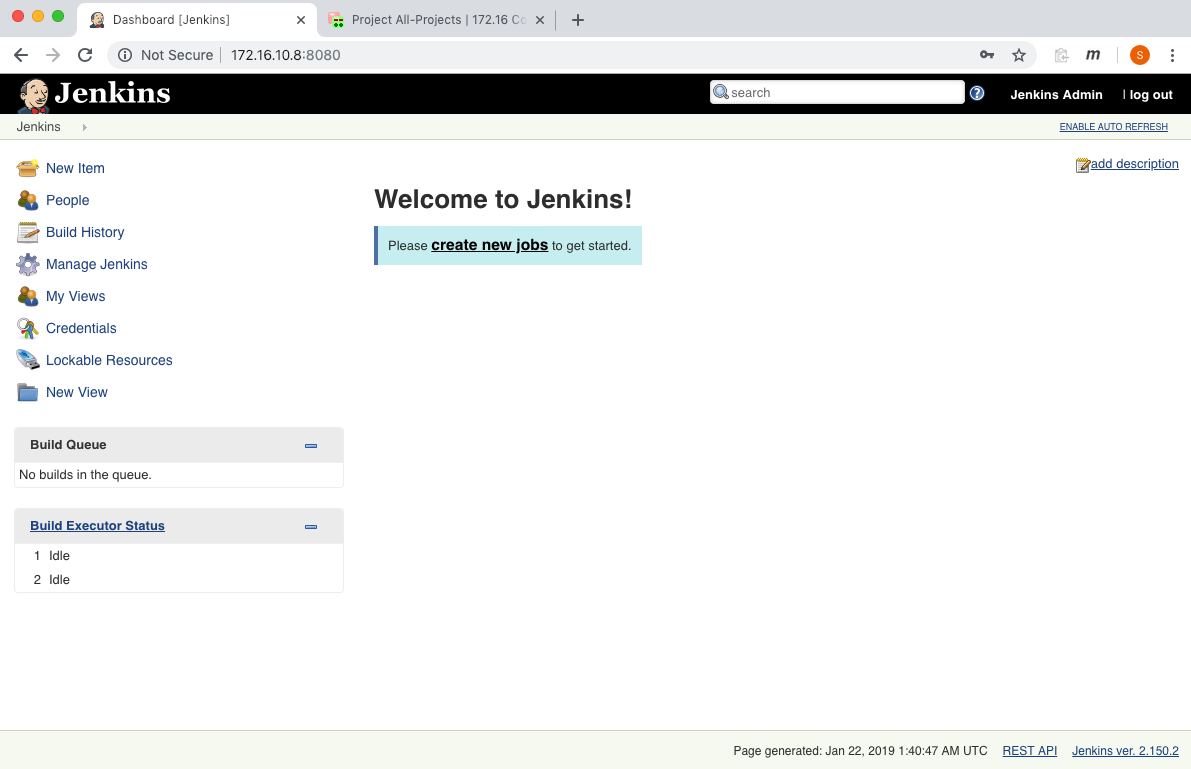 Dashboard [Jenkins]
Project All-Projects | 172.16 Co
Not Secure
172.16.10.8:8080
m
S
Jenkins
search
?
Jenkins Admin
| log out
Jenkins
ENABLE AUTO REFRESH
New Item
People
Build History
Manage Jenkins
My Views
Credentials
Lockable Resources
New View
Build Queue
No builds in the queue.
Build Executor Status
1 Idle
2 Idle
add description
Welcome to Jenkins!
Please create new jobs to get started.
Page generated: Jan 22, 2019 1:40:47 AM UTC
REST API
Jenkins ver. 2.150.2